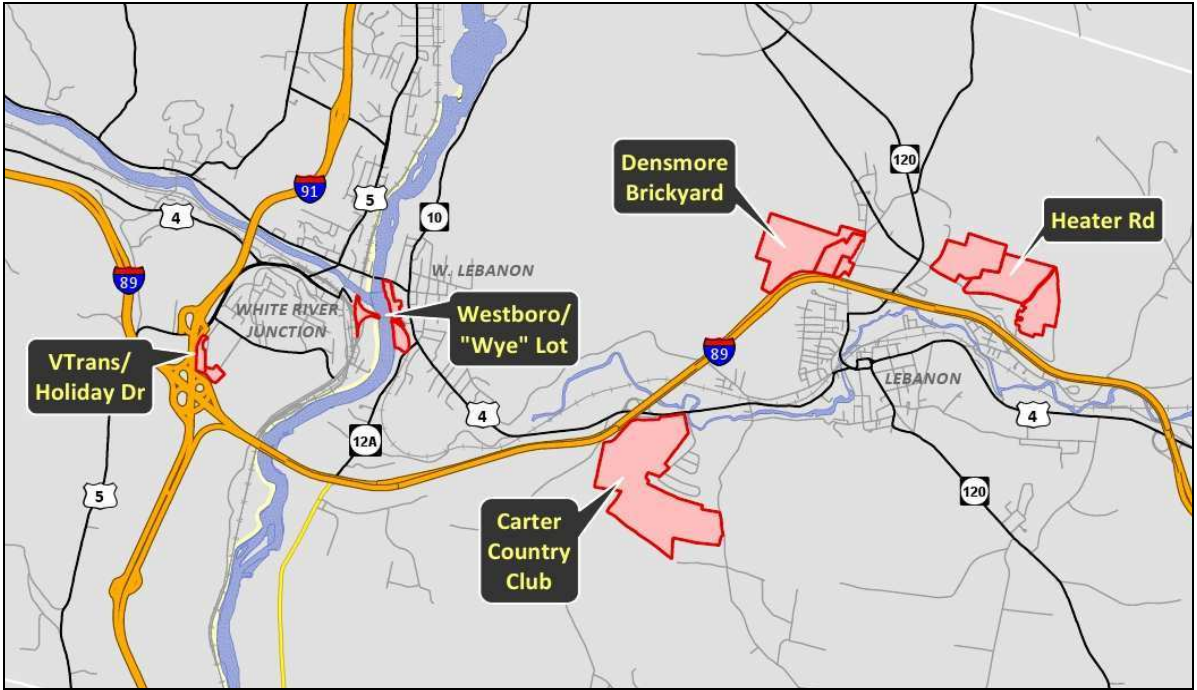 91
5
4
10
89
W. LEBANON
WHITE RIVER
JUNCTION
Westboro/
"Wye" Lot
VTrans/
Holiday Dr
Densmore
Brickyard
120
Heater Rd
89
LEBANON
4
4
12A
5
120
Carter
Country
Club